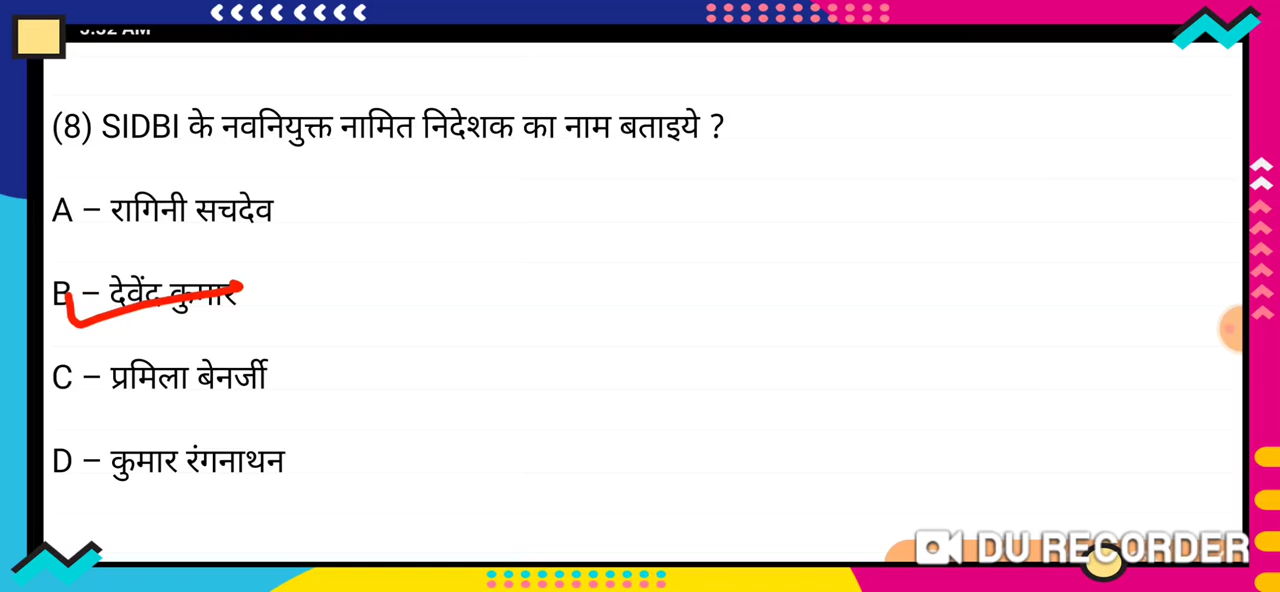 (8) SIDBI के नवनियुक्त नामित निदेशक का नाम बताइये ?
A – रागिनी सचदेव
B – देवेंद कुमार
C – प्रमिला बेनर्जी
D – कुमार रंगनाथन
DU RECORDER